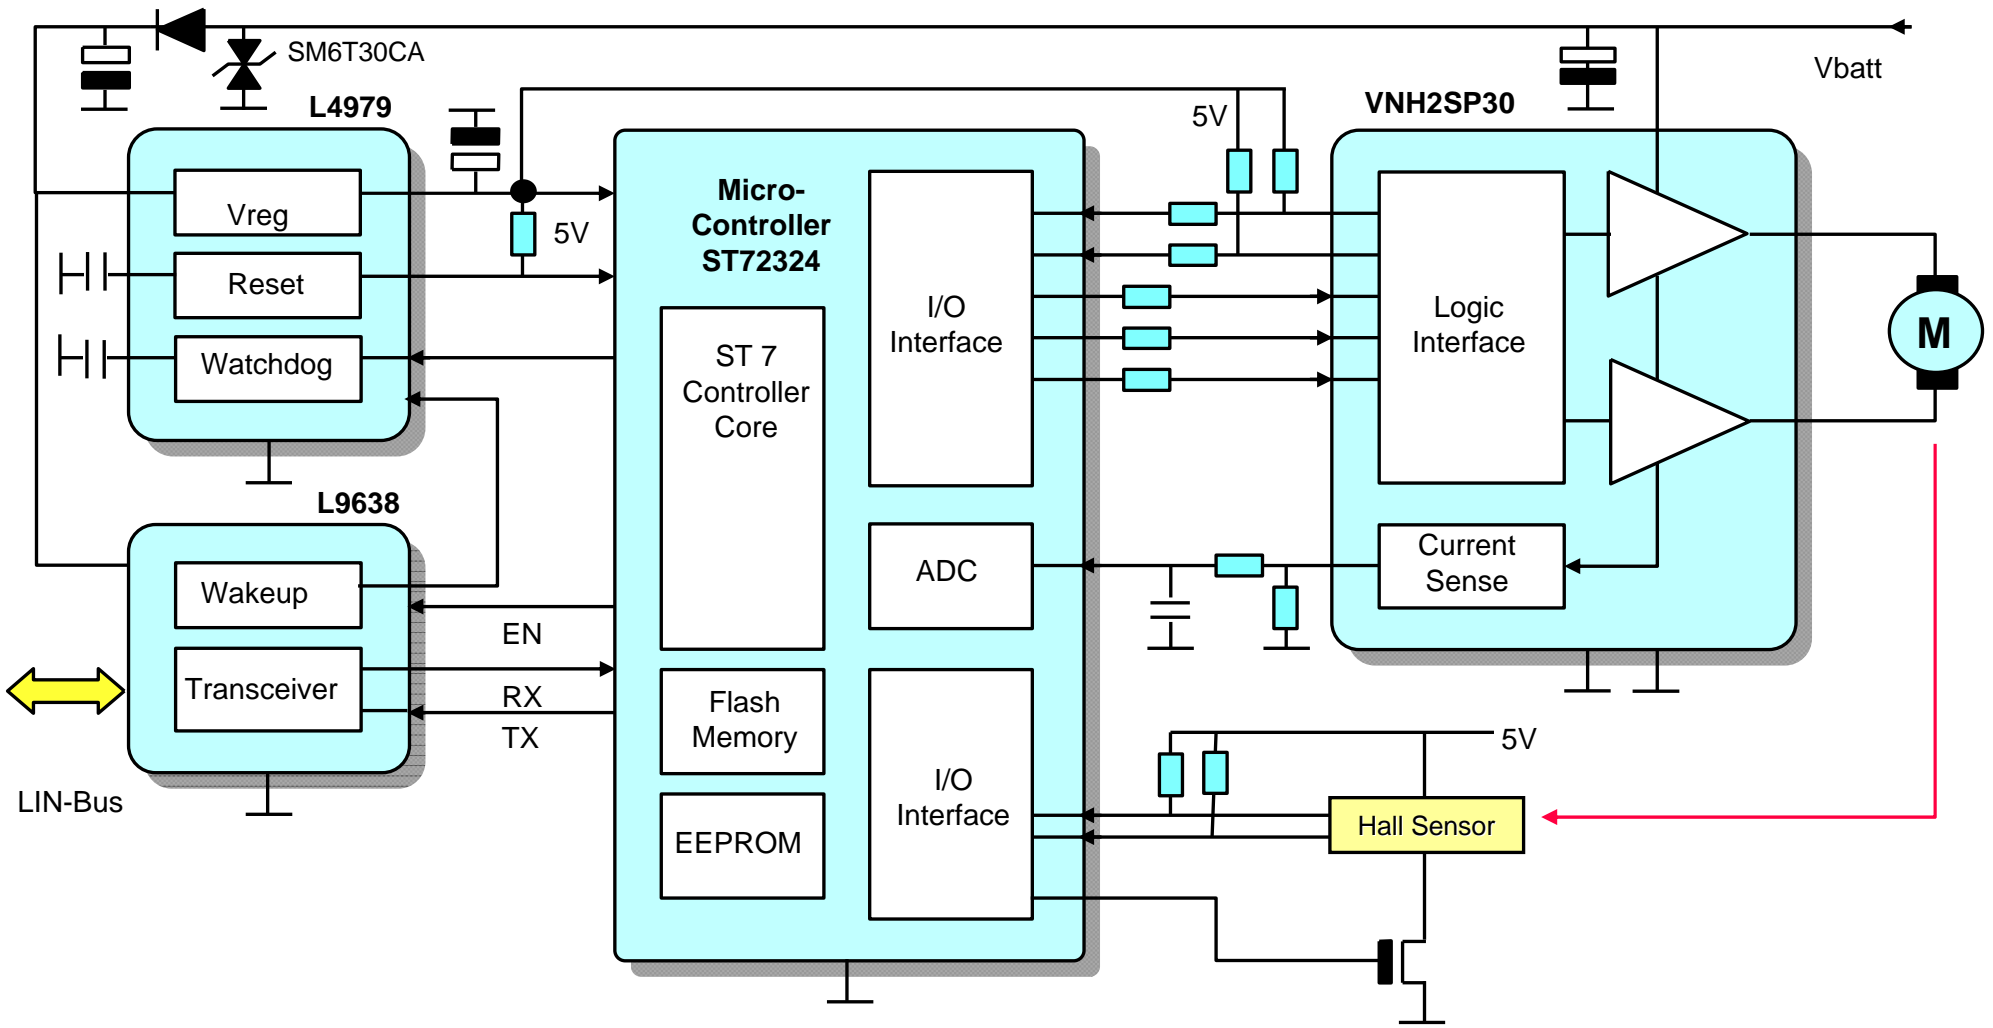 SM6T30CA
Vbatt
L4979
VNH2SP30
5V
Vreg
5V
Reset
Watchdog
Micro-
Controller
ST72324
I/O
Interface
ST 7
Controller
Core
Logic
Interface
M
L9638
Wakeup
EN
Transceiver
RX
TX
LIN-Bus
ADC
Current
Sense
Flash
Memory
EEPROM
I/O
Interface
5V
Hall Sensor